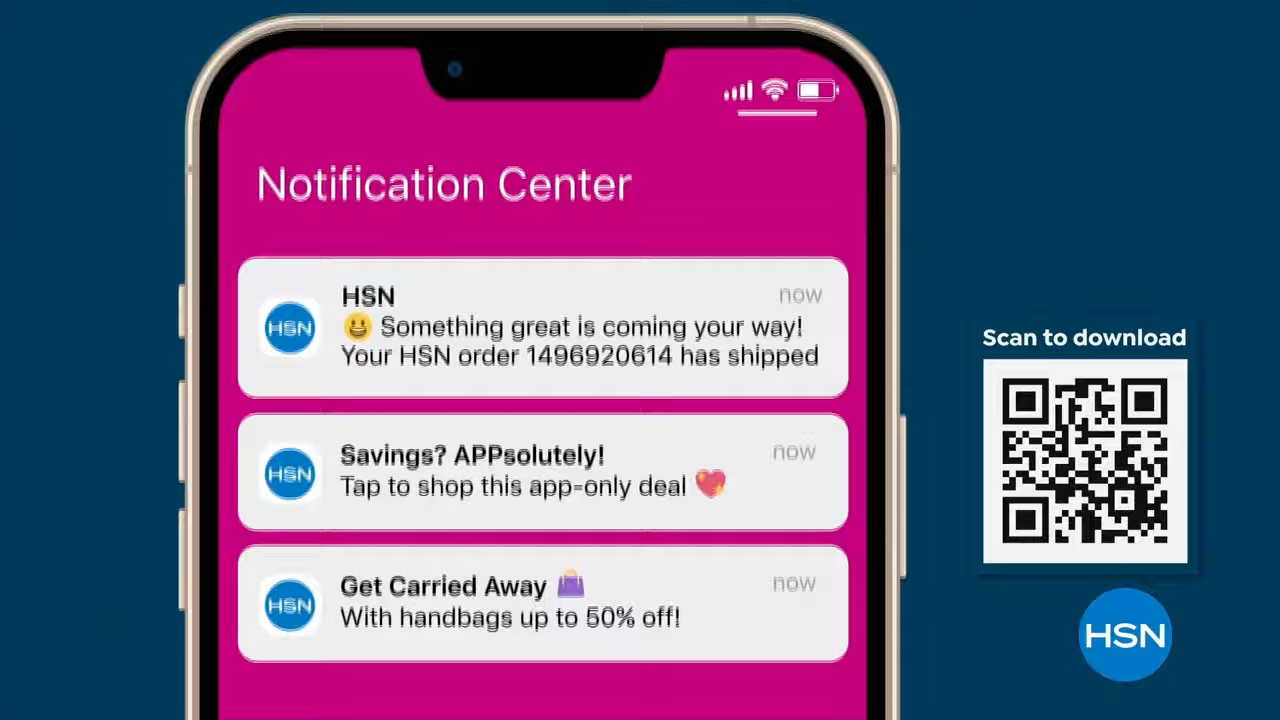 Notification Center
HSN
now
HSN
😃 Something great is coming your way!
Your HSN order 1496920614 has shipped
HSN
Savings? APPsolutely!
now
Tap to shop this app-only deal 💖
HSN
Get Carried Away 🛍️
now
With handbags up to 50% off!
Scan to download
HSN